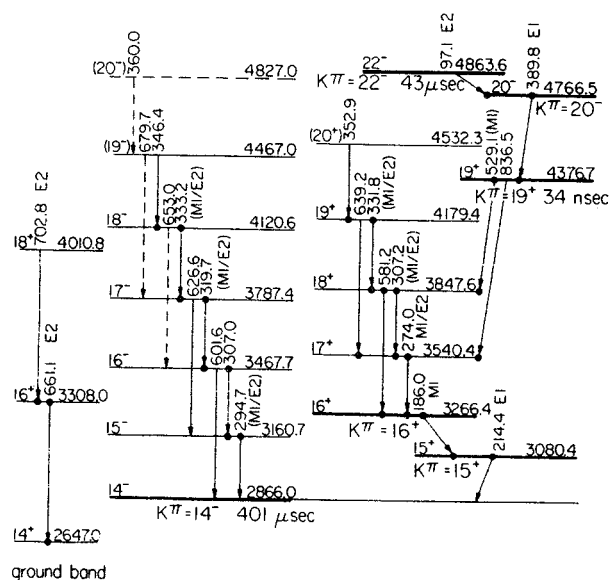 22⁻
97.1 E2
4863.6
Kπ = 22⁻
43 μsec
389.8 E1
20⁻
4766.5
Kπ = 20⁻
(20⁻)
360.0
4827.0
(20⁺)
352.9
4532.3
529.1 (M1)
836.5
19⁺
4376.7
Kπ = 19⁺ 34 nsec
(19⁻)
679.7
346.4
4467.0
19⁺
639.2
331.8
(M1/E2)
4179.4
18⁻
653.0
333.2
(M1/E2)
4120.6
18⁺
702.8 E2
4010.8
18⁺
581.2
307.2
(M1/E2)
3847.6
17⁻
626.6
319.7
(M1/E2)
3787.4
17⁺
274.0
M1/E2
3540.4
16⁻
601.6
307.0
3467.7
16⁺
661.1 E2
3308.0
16⁺
186.0
M1
3266.4
Kπ = 16⁺
214.4 E1
15⁻
294.7
(M1/E2)
3160.7
15⁺
3080.4
Kπ = 15⁺
14⁻
2866.0
Kπ = 14⁻ 401 μsec
14⁺
2647.0
ground band